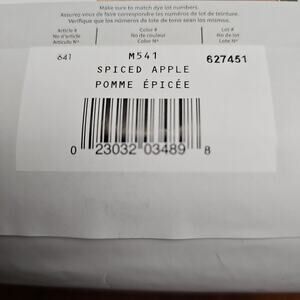 Make sure to match dye lot numbers.
Assurez-vous de faire correspondre les numéros de lot de teinture.
Verifique que los números de lote de tono sean los mismos.
Article # Color # Lot #
No d'article No de couleur No de lot
Articulo Nº Color Nº Lote Nº
641 M541 627451
SPICED APPLE
POMME ÉPICÉE
0 23032 03489 8